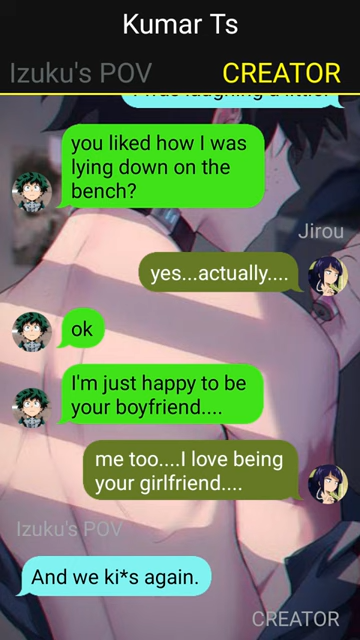 Kumar Ts
Izuku's POV
CREATOR
you liked how I was
lying down on the
bench?
Jirou
yes...actually....
ok
I'm just happy to be
your boyfriend....
me too....I love being
your girlfriend....
Izuku's POV
And we ki*s again.
CREATOR